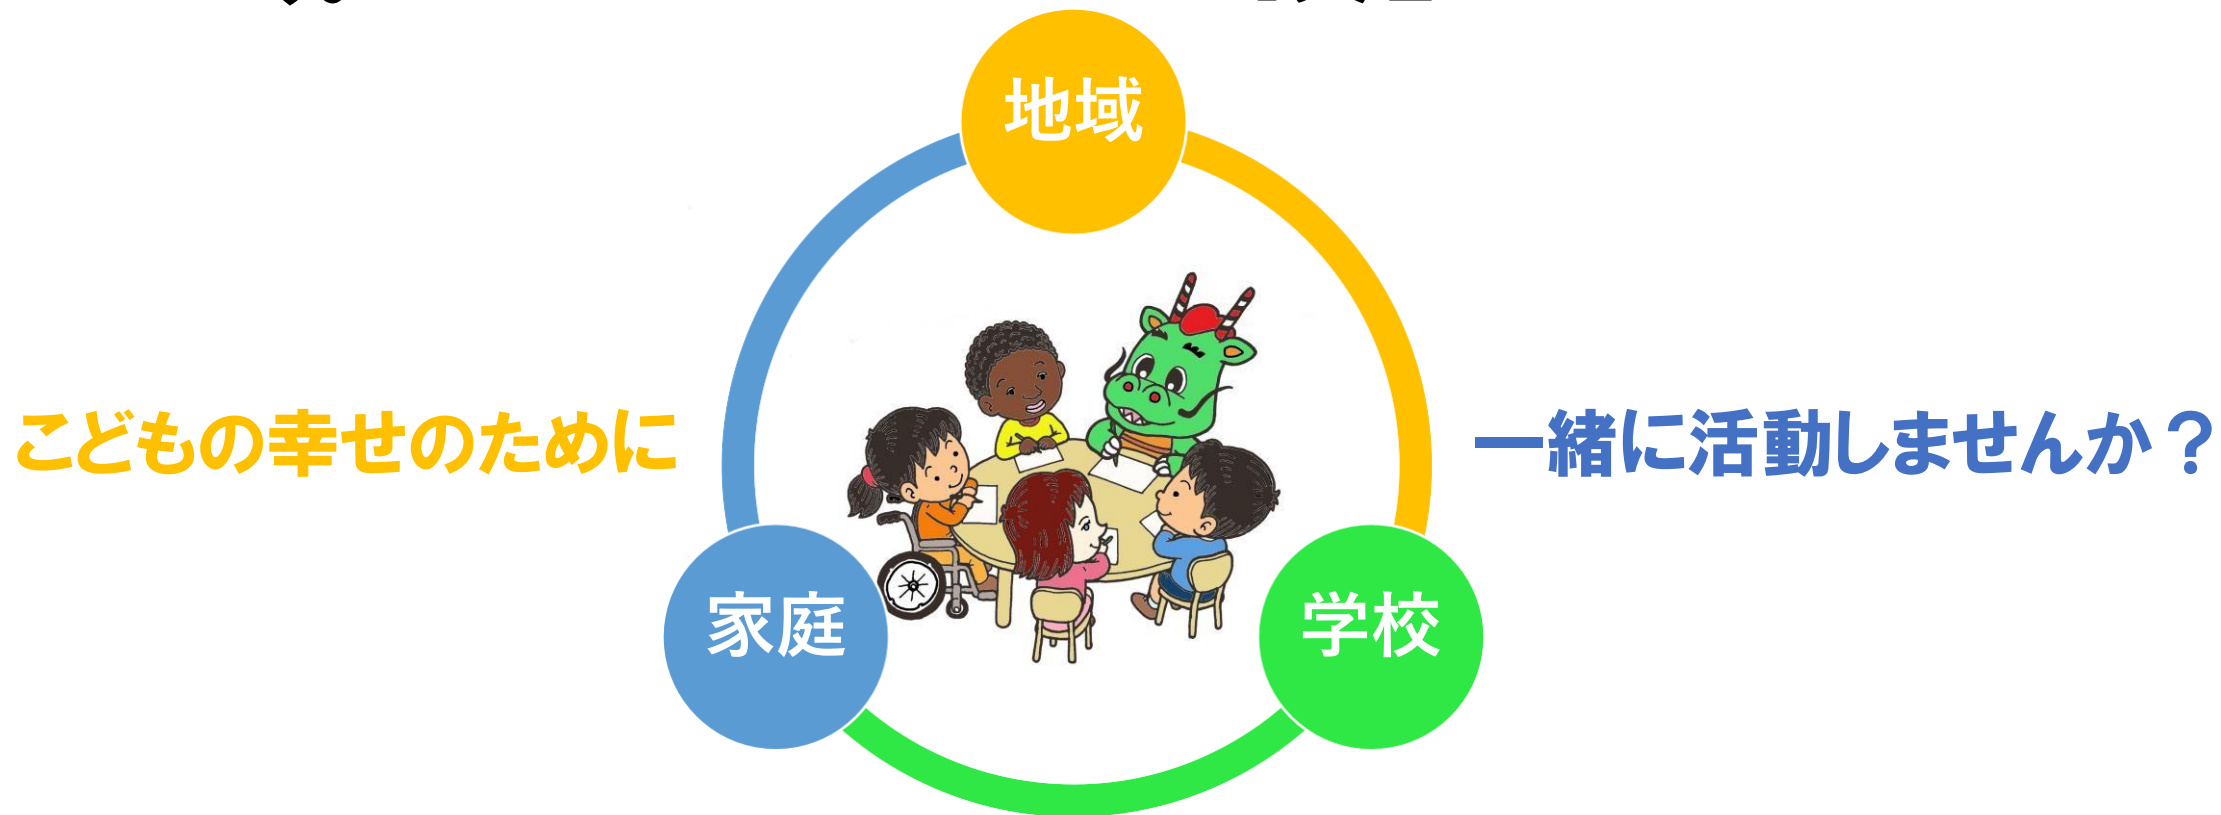 地域
こどもの幸せのために
一緒に活動しませんか？
家庭
学校